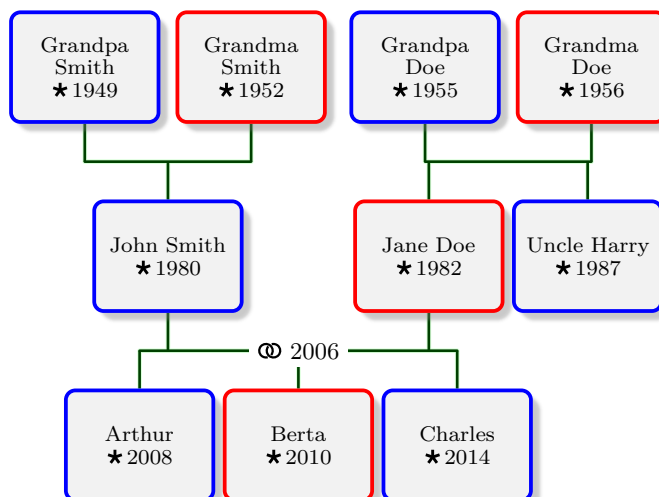 Grandpa
Smith
★1949
Grandma
Smith
★1952
Grandpa
Doe
★1955
Grandma
Doe
★1956
John Smith
★1980
Jane Doe
★1982
Uncle Harry
★1987
⚭ 2006
Arthur
★2008
Berta
★2010
Charles
★2014